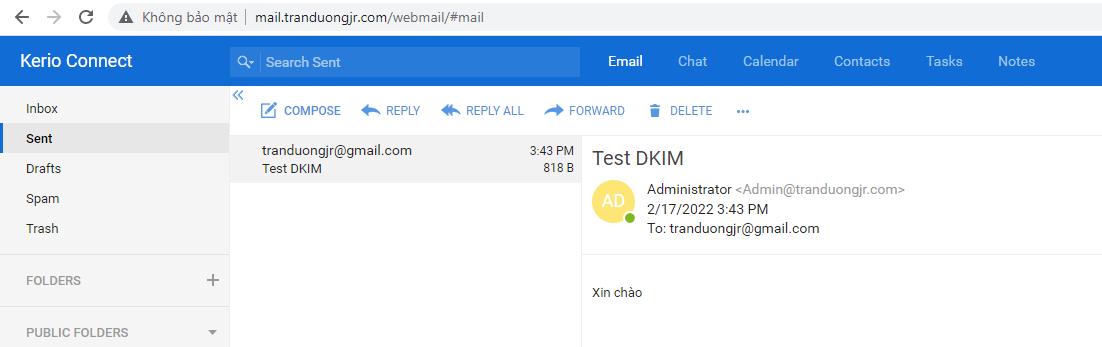 Không bảo mật | mail.tranduongjr.com/webmail/#mail
Kerio Connect
Search Sent
Email Chat Calendar Contacts Tasks Notes
Inbox
Sent
Drafts
Spam
Trash
FOLDERS
PUBLIC FOLDERS
COMPOSE REPLY REPLY ALL FORWARD DELETE
tranduongjr@gmail.com 3:43 PM
Test DKIM 818 B
Test DKIM
AD
Administrator <Admin@tranduongjr.com>
2/17/2022 3:43 PM
To: tranduongjr@gmail.com
Xin chào